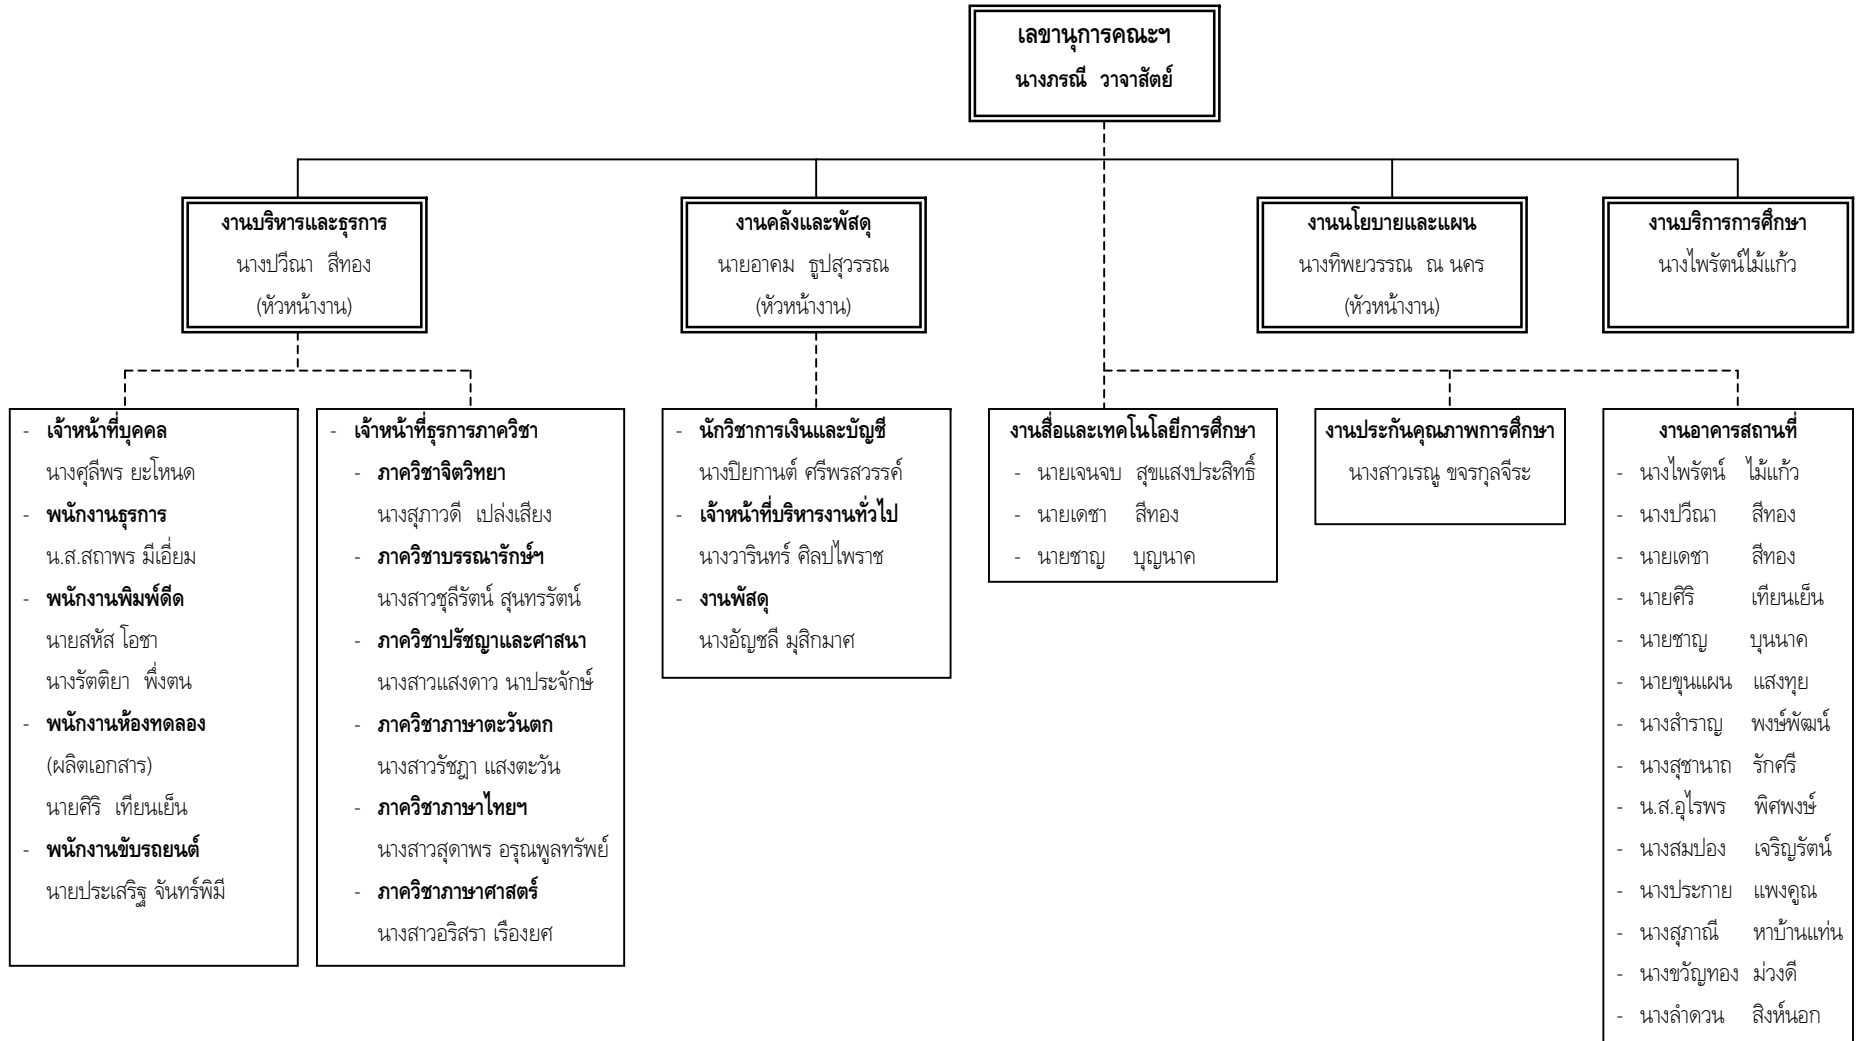 เลขานุการคณะฯ
นางภรณี วาจาสัตย์
งานบริหารและธุรการ
นางปวีณา สีทอง
(หัวหน้างาน)
งานคลังและพัสดุ
นายอาคม ธูปสุวรรณ
(หัวหน้างาน)
งานนโยบายและแผน
นางทิพยวรรณ ณ นคร
(หัวหน้างาน)
งานบริการการศึกษา
นางไพรัตน์ไม้แก้ว
- เจ้าหน้าที่บุคคล
นางศุลีพร ยะโหนด
- พนักงานธุรการ
น.ส.สถาพร มีเอี่ยม
- พนักงานพิมพ์ดีด
นายสหัส โอชา
นางรัตติยา พึ่งตน
- พนักงานห้องทดลอง
(ผลิตเอกสาร)
นายศิริ เทียนเย็น
- พนักงานขับรถยนต์
นายประเสริฐ จันทร์พิมี
- เจ้าหน้าที่ธุรการภาควิชา
- ภาควิชาจิตวิทยา
นางสุภาวดี เปล่งเสียง
- ภาควิชาบรรณารักษ์ฯ
นางสาวชุลีรัตน์ สุนทรรัตน์
- ภาควิชาปรัชญาและศาสนา
นางสาวแสงดาว นาประจักษ์
- ภาควิชาภาษาตะวันตก
นางสาวรัชฎา แสงตะวัน
- ภาควิชาภาษาไทยฯ
นางสาวสุดาพร อรุณพูลทรัพย์
- ภาควิชาภาษาศาสตร์
นางสาวอริสรา เรืองยศ
- นักวิชาการเงินและบัญชี
นางปิยกานต์ ศรีพรสวรรค์
- เจ้าหน้าที่บริหารงานทั่วไป
นางวารินทร์ ศิลปไพราช
- งานพัสดุ
นางอัญชลี มุสิกมาศ
งานสื่อและเทคโนโลยีการศึกษา
- นายเจนจบ สุขแสงประสิทธิ์
- นายเดชา สีทอง
- นายชาญ บุญนาค
งานประกันคุณภาพการศึกษา
นางสาวเรณู ขจรกุลจีระ
งานอาคารสถานที่
- นางไพรัตน์ ไม้แก้ว
- นางปวีณา สีทอง
- นายเดชา สีทอง
- นายศิริ เทียนเย็น
- นายชาญ บุนนาค
- นายขุนแผน แสงทุย
- นางสำราญ พงษ์พัฒน์
- นางสุชานาถ รักศรี
- น.ส.อุไรพร พิศพงษ์
- นางสมปอง เจริญรัตน์
- นางประกาย แพงคูณ
- นางสุภาณี หาบ้านแท่น
- นางขวัญทอง ม่วงดี
- นางลำดวน สิงห์นอก